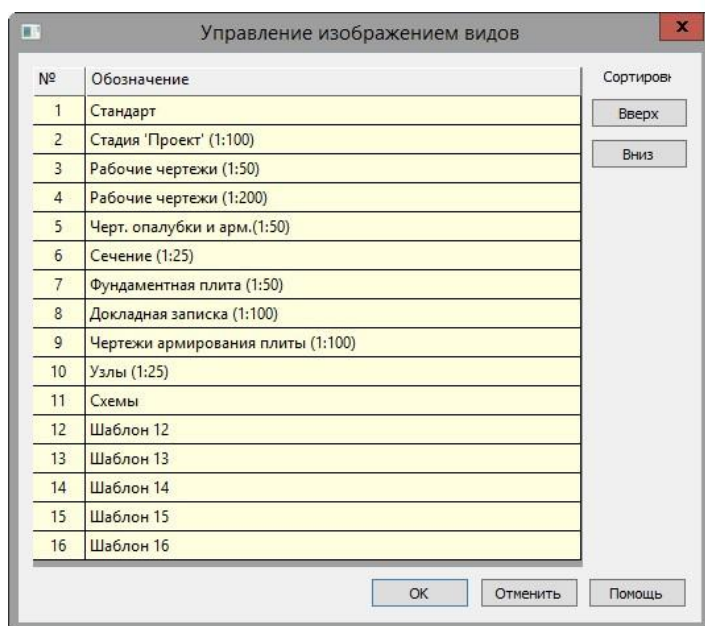 Управление изображением видов
№ Обозначение Сортировк
1 Стандарт Вверх
2 Стадия 'Проект' (1:100)
3 Рабочие чертежи (1:50) Вниз
4 Рабочие чертежи (1:200)
5 Черт. опалубки и арм.(1:50)
6 Сечение (1:25)
7 Фундаментная плита (1:50)
8 Докладная записка (1:100)
9 Чертежи армирования плиты (1:100)
10 Узлы (1:25)
11 Схемы
12 Шаблон 12
13 Шаблон 13
14 Шаблон 14
15 Шаблон 15
16 Шаблон 16
OK Отменить Помощь